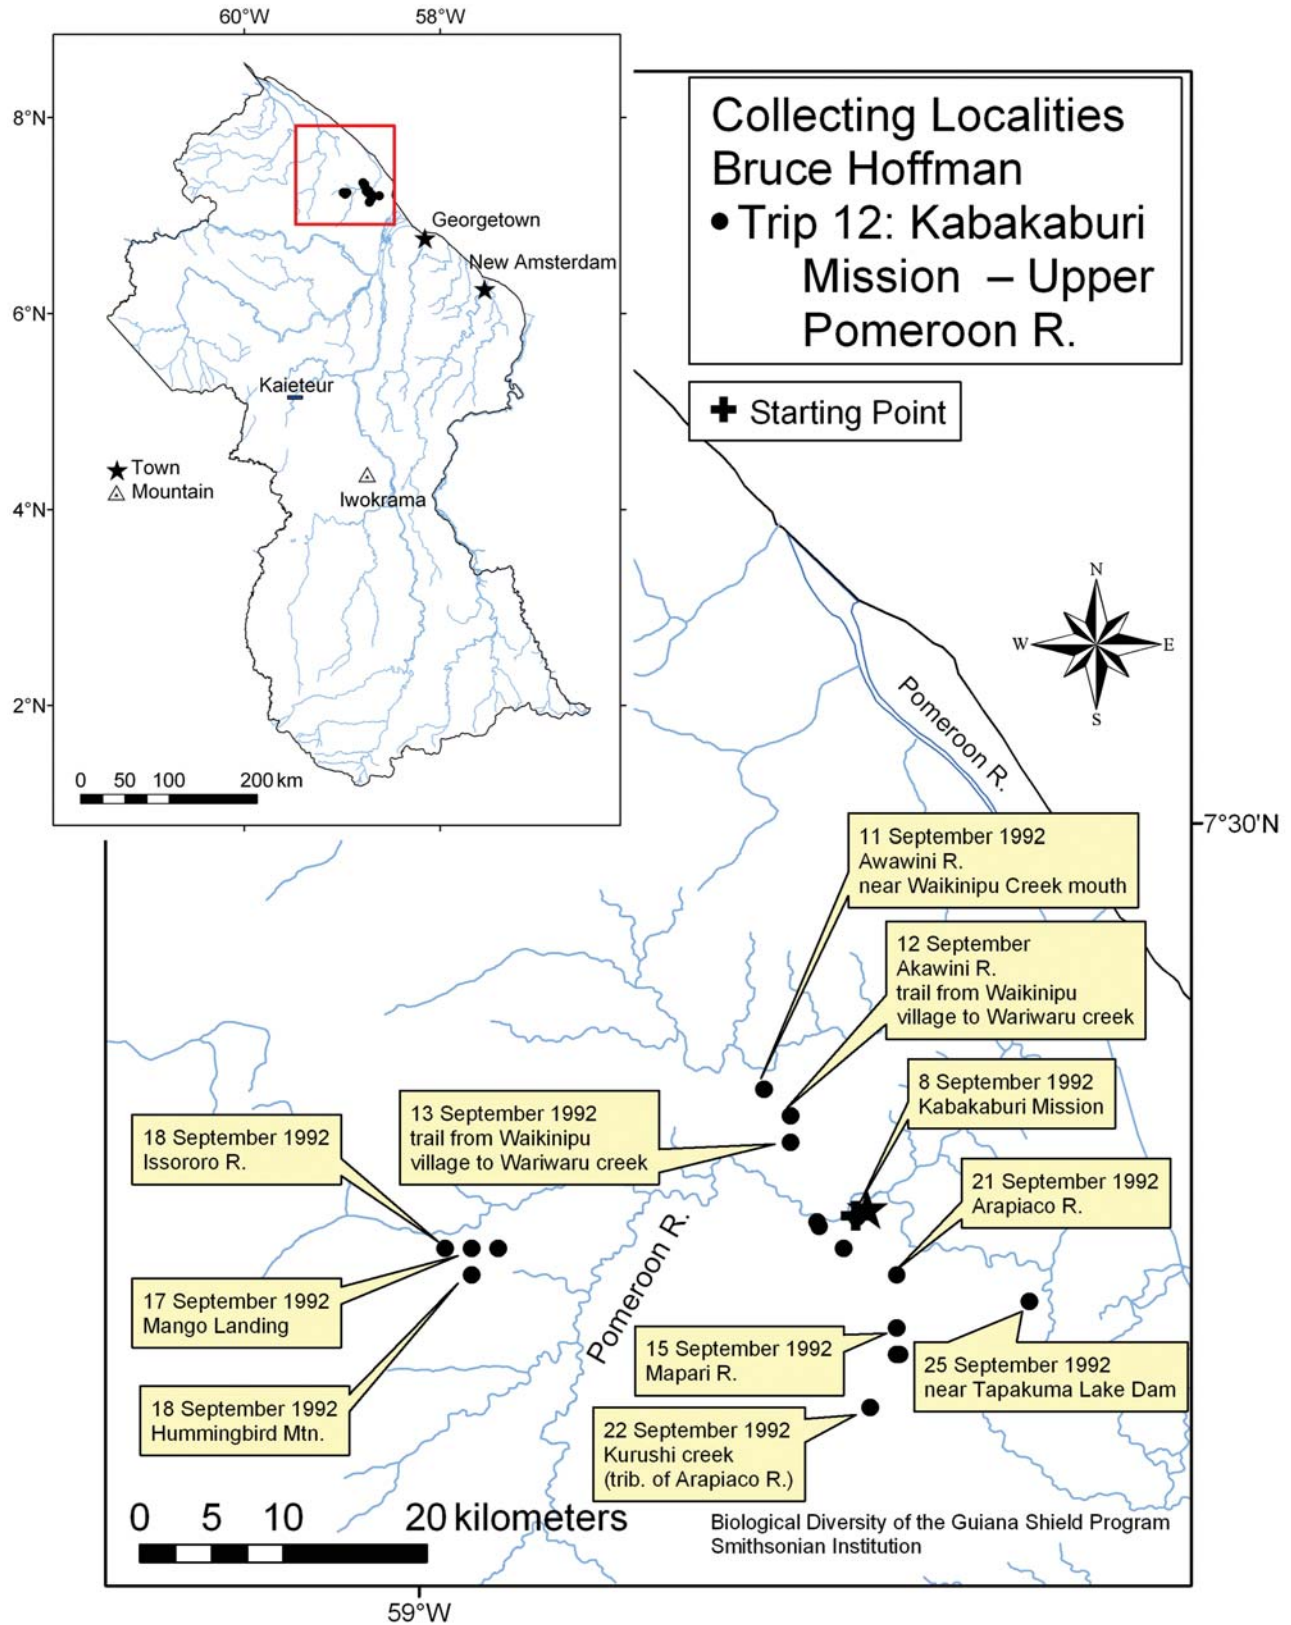 60°W
58°W
8°N
6°N
4°N
2°N
Georgetown
New Amsterdam
Kaieteur
Iwokrama
Town
Mountain
0 50 100 200 km
Collecting Localities
Bruce Hoffman
Trip 12: Kabakaburi
Mission – Upper
Pomeroon R.
Starting Point
N
W
E
S
Pomeroon R.
7°30'N
11 September 1992
Awawini R.
near Waikinipu Creek mouth
12 September
Akawini R.
trail from Waikinipu
village to Wariwaru creek
8 September 1992
Kabakaburi Mission
13 September 1992
trail from Waikinipu
village to Wariwaru creek
18 September 1992
Issororo R.
21 September 1992
Arapiaco R.
Pomeroon R.
17 September 1992
Mango Landing
15 September 1992
Mapari R.
25 September 1992
near Tapakuma Lake Dam
18 September 1992
Hummingbird Mtn.
22 September 1992
Kurushi creek
(trib. of Arapiaco R.)
0 5 10 20 kilometers
Biological Diversity of the Guiana Shield Program
Smithsonian Institution
59°W